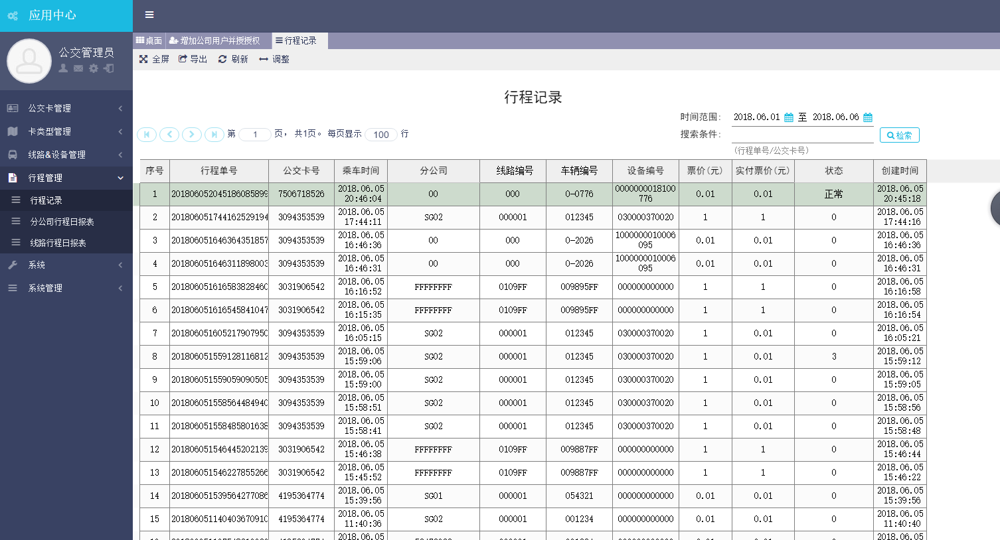 应用中心
公交管理员
公交卡管理
卡类型管理
线路&设备管理
行程管理
行程记录
分公司行程日报表
线路行程日报表
系统
系统管理
桌面 增加公司用户并授授权 行程记录
全屏 导出 刷新 调整
行程记录
时间范围: 2018.06.01 至 2018.06.06
第 1 页, 共1页。 每页显示 100 行
搜索条件: 检索
(行程单号/公交卡号)
序号 行程单号 公交卡号 乘车时间 分公司 线路编号 车辆编号 设备编号 票价(元) 实付票价(元) 状态 创建时间
1 201806052045186085899 7506718526 2018.06.05 20:46:04 00 000 0-0776 0000000018100776 0.01 0.01 正常 2018.06.05 20:45:18
2 201806051744162529194 3094353539 2018.06.05 17:44:11 SG02 000001 012345 030000370020 1 1 0 2018.06.05 17:44:16
3 201806051646364351857 3094353539 2018.06.05 16:46:36 00 000 0-2026 1000000010006095 0.01 0.01 0 2018.06.05 16:46:36
4 201806051646311898003 3094353539 2018.06.05 16:46:31 00 000 0-2026 1000000010006095 0.01 0.01 0 2018.06.05 16:46:31
5 201806051616583828460 3031906542 2018.06.05 16:16:52 FFFFFFFF 0109FF 009895FF 000000000000 1 1 0 2018.06.05 16:16:58
6 201806051616545841047 3031906542 2018.06.05 16:15:35 FFFFFFFF 0109FF 009895FF 000000000000 1 1 0 2018.06.05 16:16:54
7 201806051605217907950 3094353539 2018.06.05 16:05:15 SG02 000001 012345 030000370020 1 0.01 0 2018.06.05 16:05:21
8 201806051559128116812 3094353539 2018.06.05 15:59:06 SG02 000001 012345 030000370020 1 0.01 3 2018.06.05 15:59:12
9 201806051559059090505 3094353539 2018.06.05 15:59:00 SG02 000001 012345 030000370020 1 0.01 0 2018.06.05 15:59:05
10 201806051558564484940 3094353539 2018.06.05 15:58:51 SG02 000001 012345 030000370020 1 0.01 0 2018.06.05 15:58:56
11 201806051558485801638 3094353539 2018.06.05 15:58:41 SG02 000001 012345 030000370020 1 0.01 0 2018.06.05 15:58:48
12 201806051546445202139 3031906542 2018.06.05 15:46:38 FFFFFFFF 0109FF 009887FF 000000000000 1 1 0 2018.06.05 15:46:44
13 201806051546227855266 3031906542 2018.06.05 15:45:52 FFFFFFFF 0109FF 009887FF 000000000000 1 1 0 2018.06.05 15:46:22
14 201806051539564277086 4195364774 2018.06.05 15:39:56 SG01 000001 054321 000000000000 0.01 0.01 0 2018.06.05 15:39:56
15 201806051140403670910 4195364774 2018.06.05 11:40:36 SG02 000001 001234 000000000000 0.01 0.01 0 2018.06.05 11:40:40
2018.06.05 2018.06.05